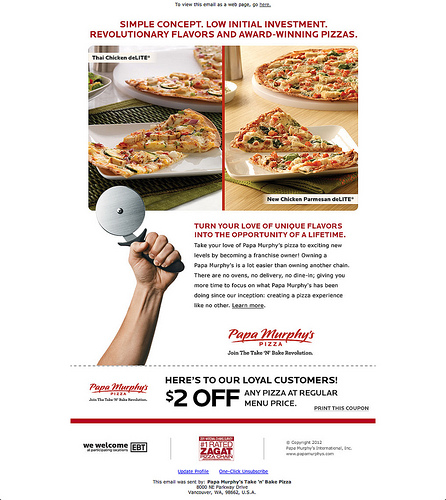 To view this email as a web page, go here.
SIMPLE CONCEPT. LOW INITIAL INVESTMENT.
REVOLUTIONARY FLAVORS AND AWARD-WINNING PIZZAS.
Thai Chicken deLITE®
New Chicken Parmesan deLITE®
TURN YOUR LOVE OF UNIQUE FLAVORS
INTO THE OPPORTUNITY OF A LIFETIME.
Take your love of Papa Murphy's pizza to exciting new
levels by becoming a franchise owner! Owning a
Papa Murphy's is a lot easier than owning another chain.
There are no ovens, no delivery, no dine-in; giving you
more time to focus on what Papa Murphy's has been
doing since our inception: creating a pizza experience
like no other. Learn more.
Papa Murphy's
PIZZA
Join The Take 'N' Bake Revolution.
Papa Murphy's
PIZZA
Join The Take 'N' Bake Revolution.
HERE'S TO OUR LOYAL CUSTOMERS!
$2 OFF ANY PIZZA AT REGULAR
MENU PRICE.
PRINT THIS COUPON
we welcome EBT
at participating locations
#1 RATED
ZAGAT
PIZZA CHAIN
© Copyright 2012
Papa Murphy's International, Inc.
www.papamurphys.com
Update Profile One-Click Unsubscribe
This email was sent by: Papa Murphy's Take 'n' Bake Pizza
8000 NE Parkway Drive
Vancouver, WA, 98662, U.S.A.